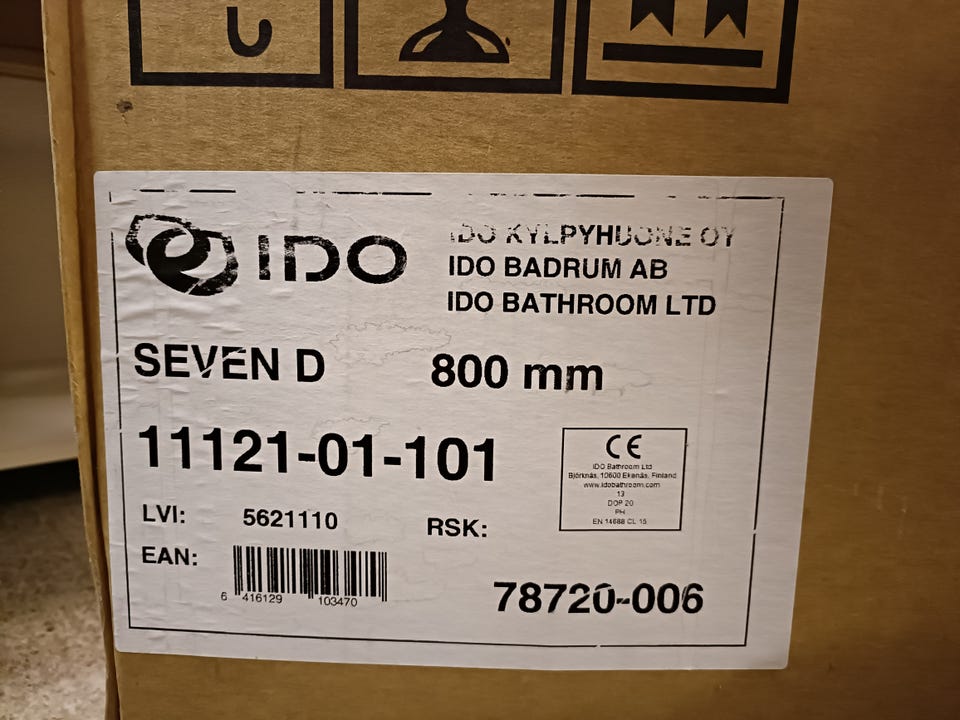 IDO
IDO KYLPYHUONE OY
IDO BADRUM AB
IDO BATHROOM LTD
SEVEN D 800 mm
11121-01-101
CE
IDO Bathroom Ltd
Björknäs, 10600 Ekenäs, Finland
www.idobathroom.com
13
DOP 20
PH
EN 14688 CL 15
LVI: 5621110 RSK:
EAN:
6 416129 103470
78720-006